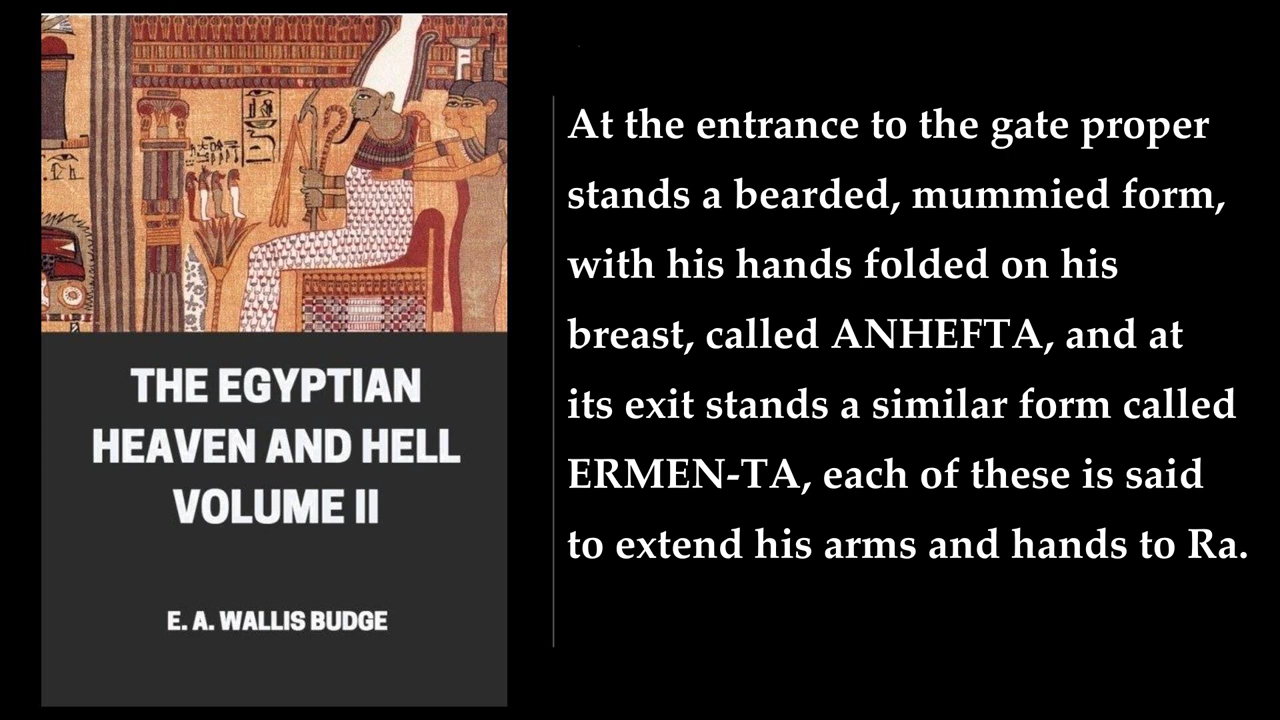 THE EGYPTIAN
HEAVEN AND HELL
VOLUME II
E. A. WALLIS BUDGE
At the entrance to the gate proper
stands a bearded, mummied form,
with his hands folded on his
breast, called ANHEFTA, and at
its exit stands a similar form called
ERMEN-TA, each of these is said
to extend his arms and hands to Ra.